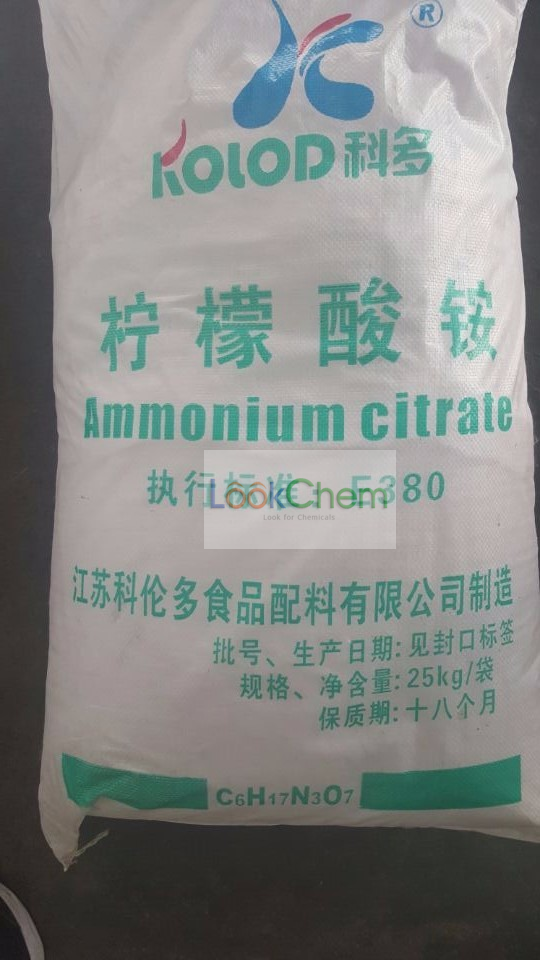 ®
KOLOD 科多
柠檬酸铵
Ammonium citrate
执行标准: E380
LookChem
Look for Chemicals
江苏科伦多食品配料有限公司制造
批号、生产日期:见封口标签
规格、净含量:25kg/袋
保质期:十八个月
C6H17N3O7